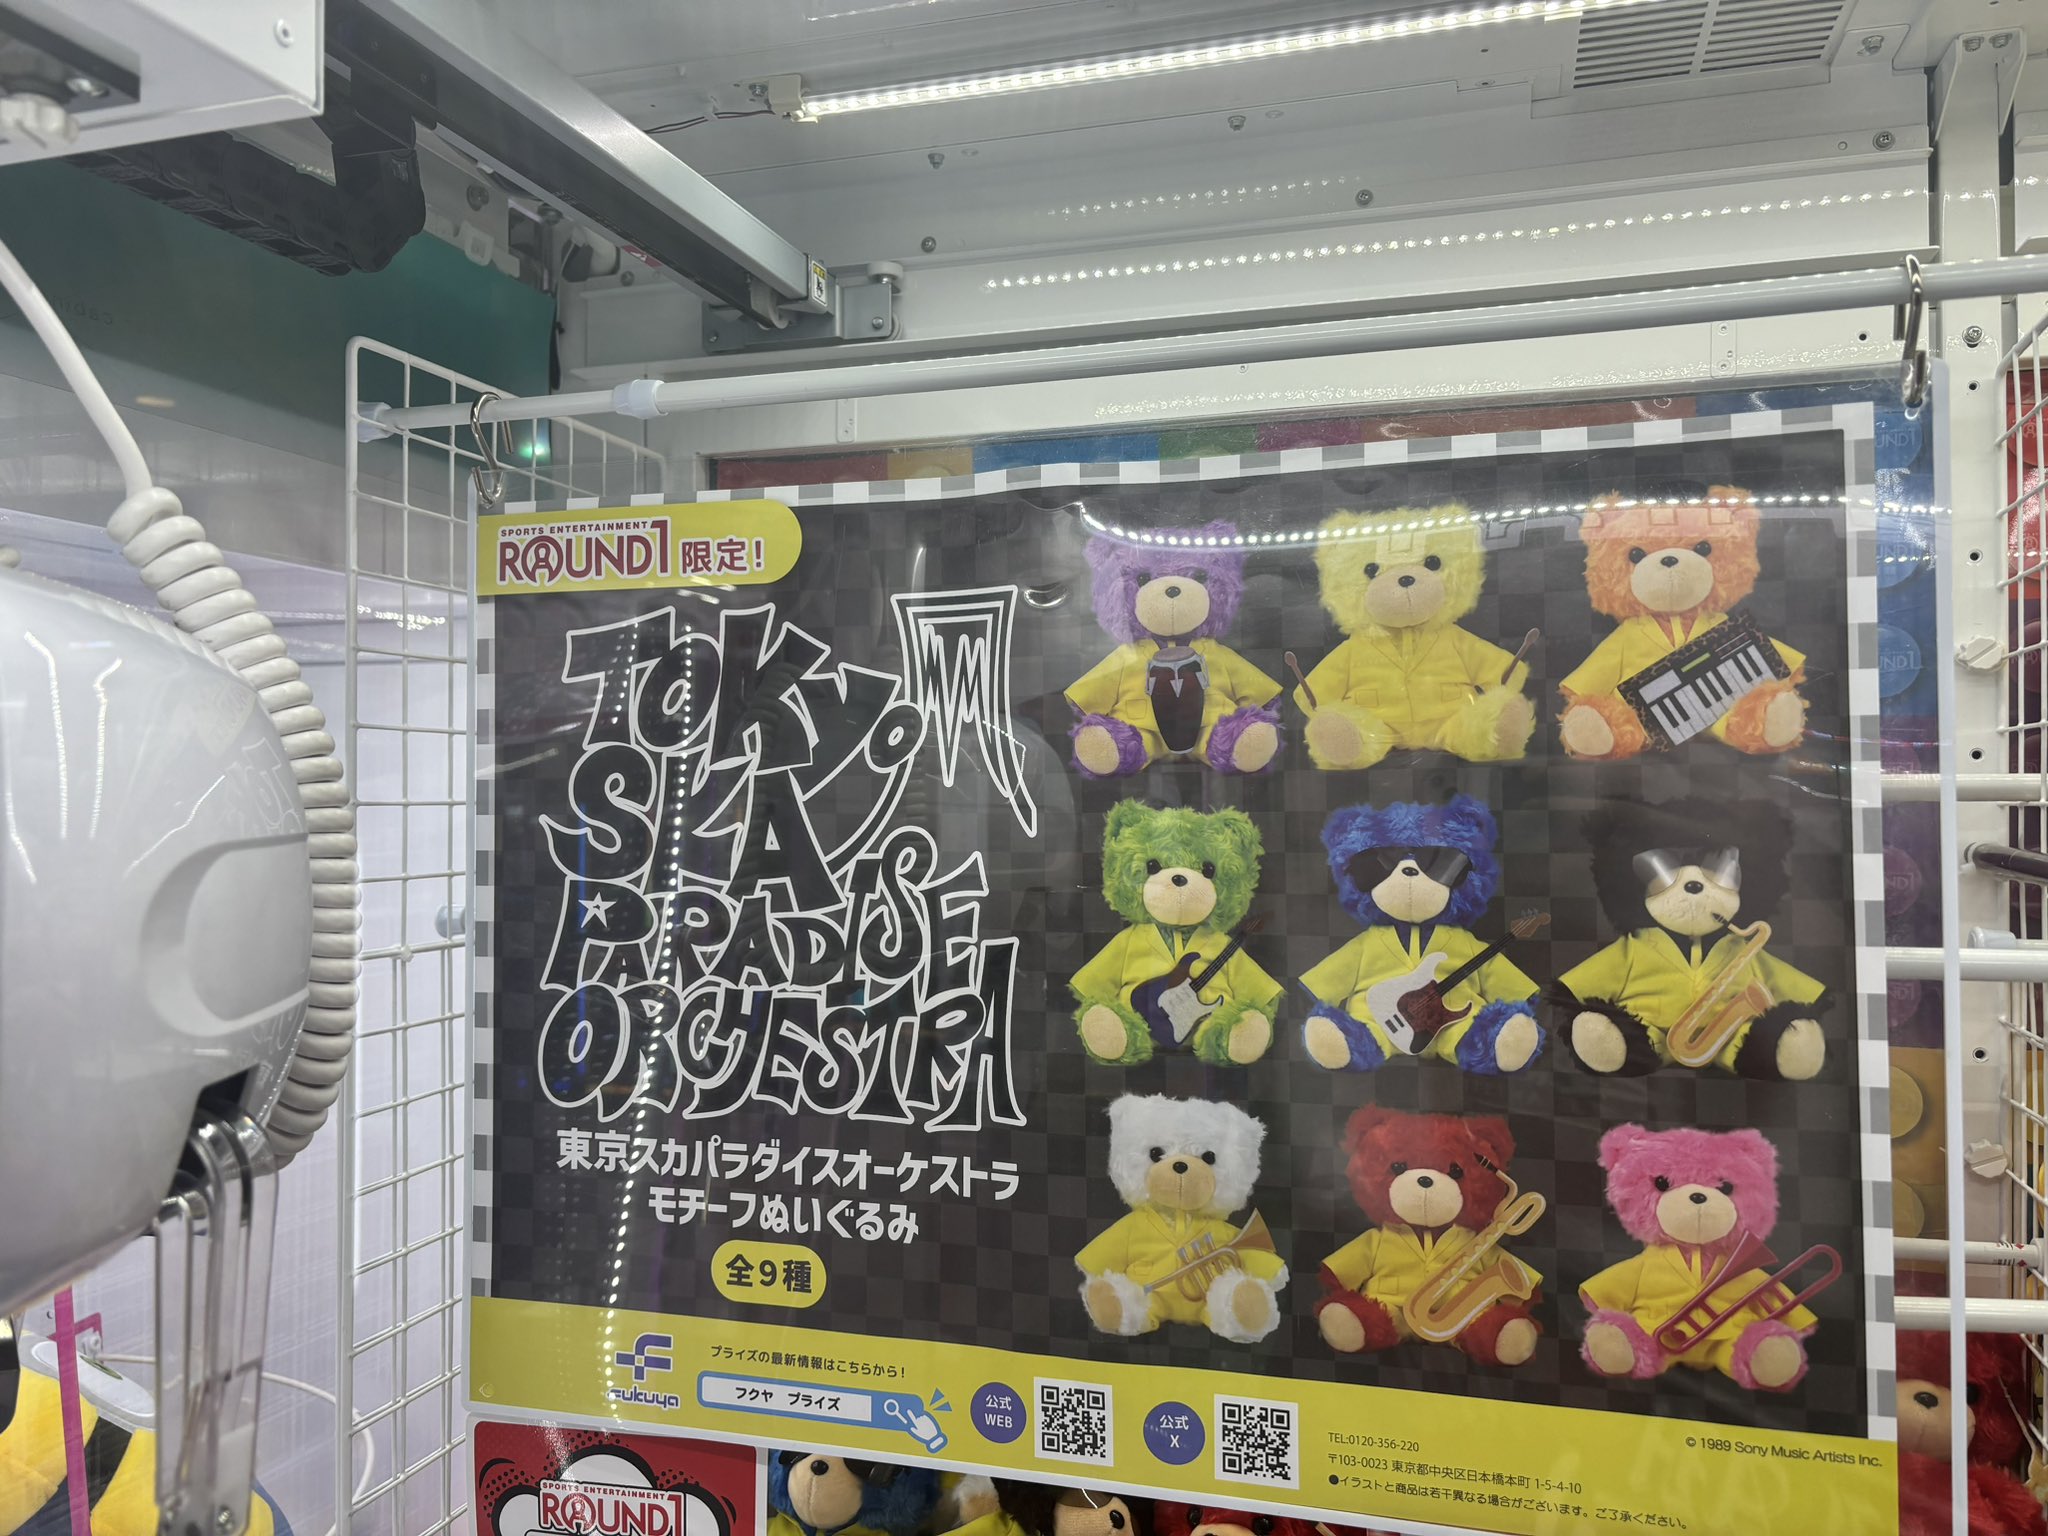 SPORTS ENTERTAINMENT
ROUND1 限定!
TOKYO
SKA
PARADISE
ORCHESTRA
東京スカパラダイスオーケストラ
モチーフぬいぐるみ
全9種
Fukuya
プライズの最新情報はこちらから!
フクヤ プライズ
公式
WEB
公式
X
TEL:0120-356-220
〒103-0023 東京都中央区日本橋本町 1-5-4-10
●イラストと商品は若干異なる場合がございます。ご了承ください。
© 1989 Sony Music Artists Inc.
SPORTS ENTERTAINMENT
ROUND1